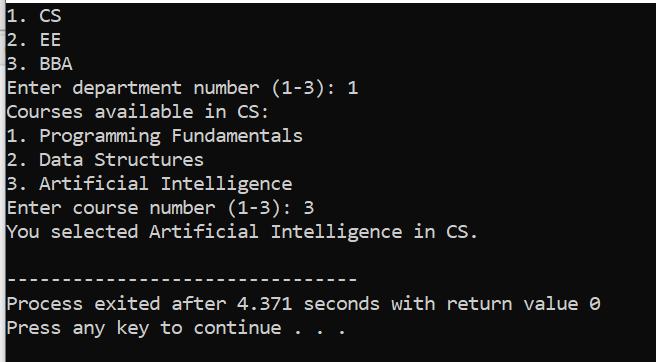 1. CS
2. EE
3. BBA
Enter department number (1-3): 1
Courses available in CS:
1. Programming Fundamentals
2. Data Structures
3. Artificial Intelligence
Enter course number (1-3): 3
You selected Artificial Intelligence in CS.

--------------------------------
Process exited after 4.371 seconds with return value 0
Press any key to continue . . .